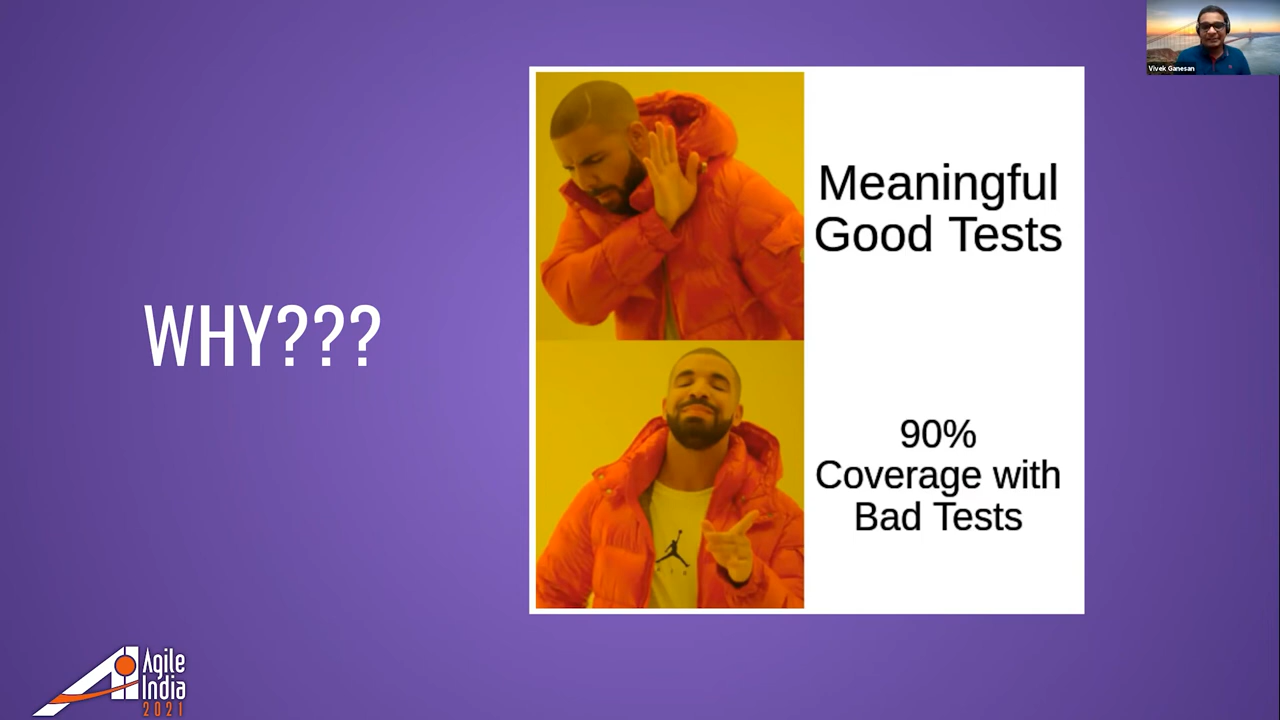 Vivek Ganesan
WHY???
Meaningful
Good Tests
90%
Coverage with
Bad Tests
Agile
India
2021